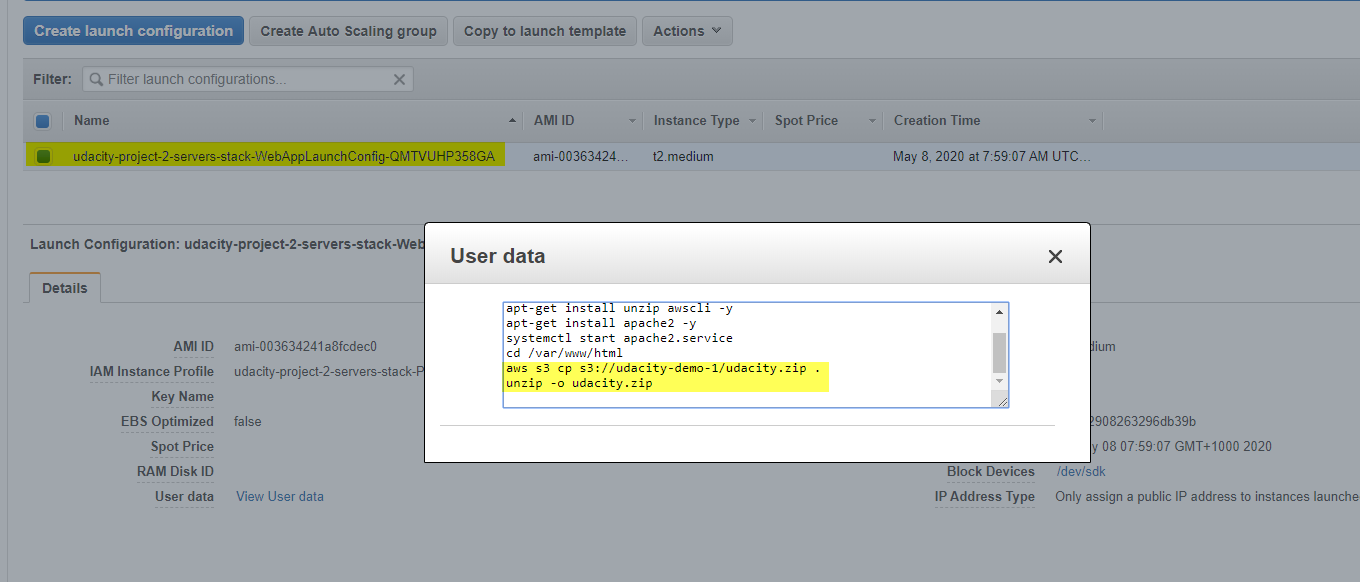 Create launch configuration Create Auto Scaling group Copy to launch template Actions
Filter: Filter launch configurations...
Name AMI ID Instance Type Spot Price Creation Time
udacity-project-2-servers-stack-WebAppLaunchConfig-QMTVUHP358GA ami-00363424... t2.medium May 8, 2020 at 7:59:07 AM UTC...
Launch Configuration: udacity-project-2-servers-stack-Web
Details
AMI ID ami-003634241a8fcdec0
IAM Instance Profile udacity-project-2-servers-stack-P
Key Name
EBS Optimized false
Spot Price
RAM Disk ID
User data View User data
User data
apt-get install unzip awscli -y
apt-get install apache2 -y
systemctl start apache2.service
cd /var/www/html
aws s3 cp s3://udacity-demo-1/udacity.zip .
unzip -o udacity.zip
dium
2908263296db39b
y 08 07:59:07 GMT+1000 2020
Block Devices /dev/sdk
IP Address Type Only assign a public IP address to instances launche